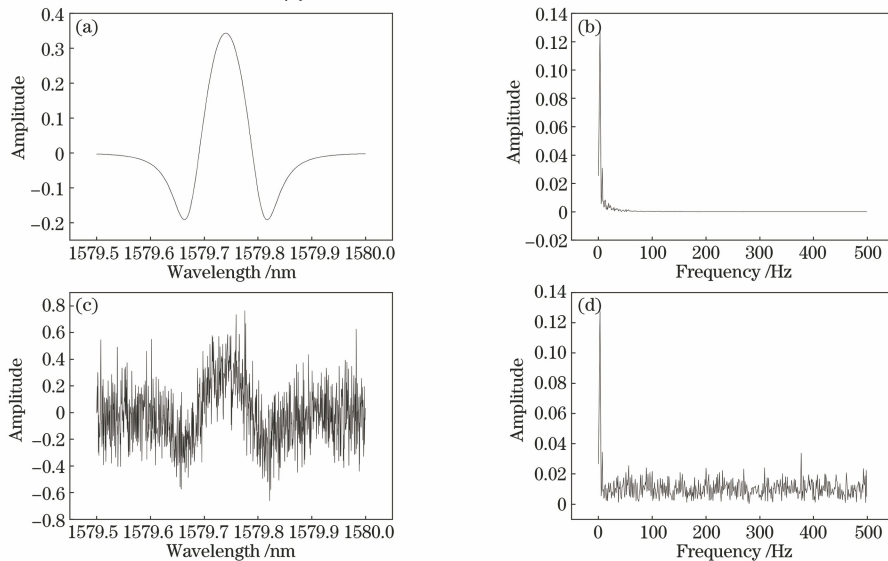 (a)
0.4
0.3
0.2
0.1
0
−0.1
−0.2
Amplitude
1579.5 1579.6 1579.7 1579.8 1579.9 1580.0
Wavelength /nm
(b)
0.14
0.12
0.10
0.08
0.06
0.04
0.02
0
−0.02
Amplitude
0 100 200 300 400 500
Frequency /Hz
(c)
0.8
0.6
0.4
0.2
0
−0.2
−0.4
−0.6
−0.8
Amplitude
1579.5 1579.6 1579.7 1579.8 1579.9 1580.0
Wavelength /nm
(d)
0.14
0.12
0.10
0.08
0.06
0.04
0.02
0
Amplitude
0 100 200 300 400 500
Frequency /Hz